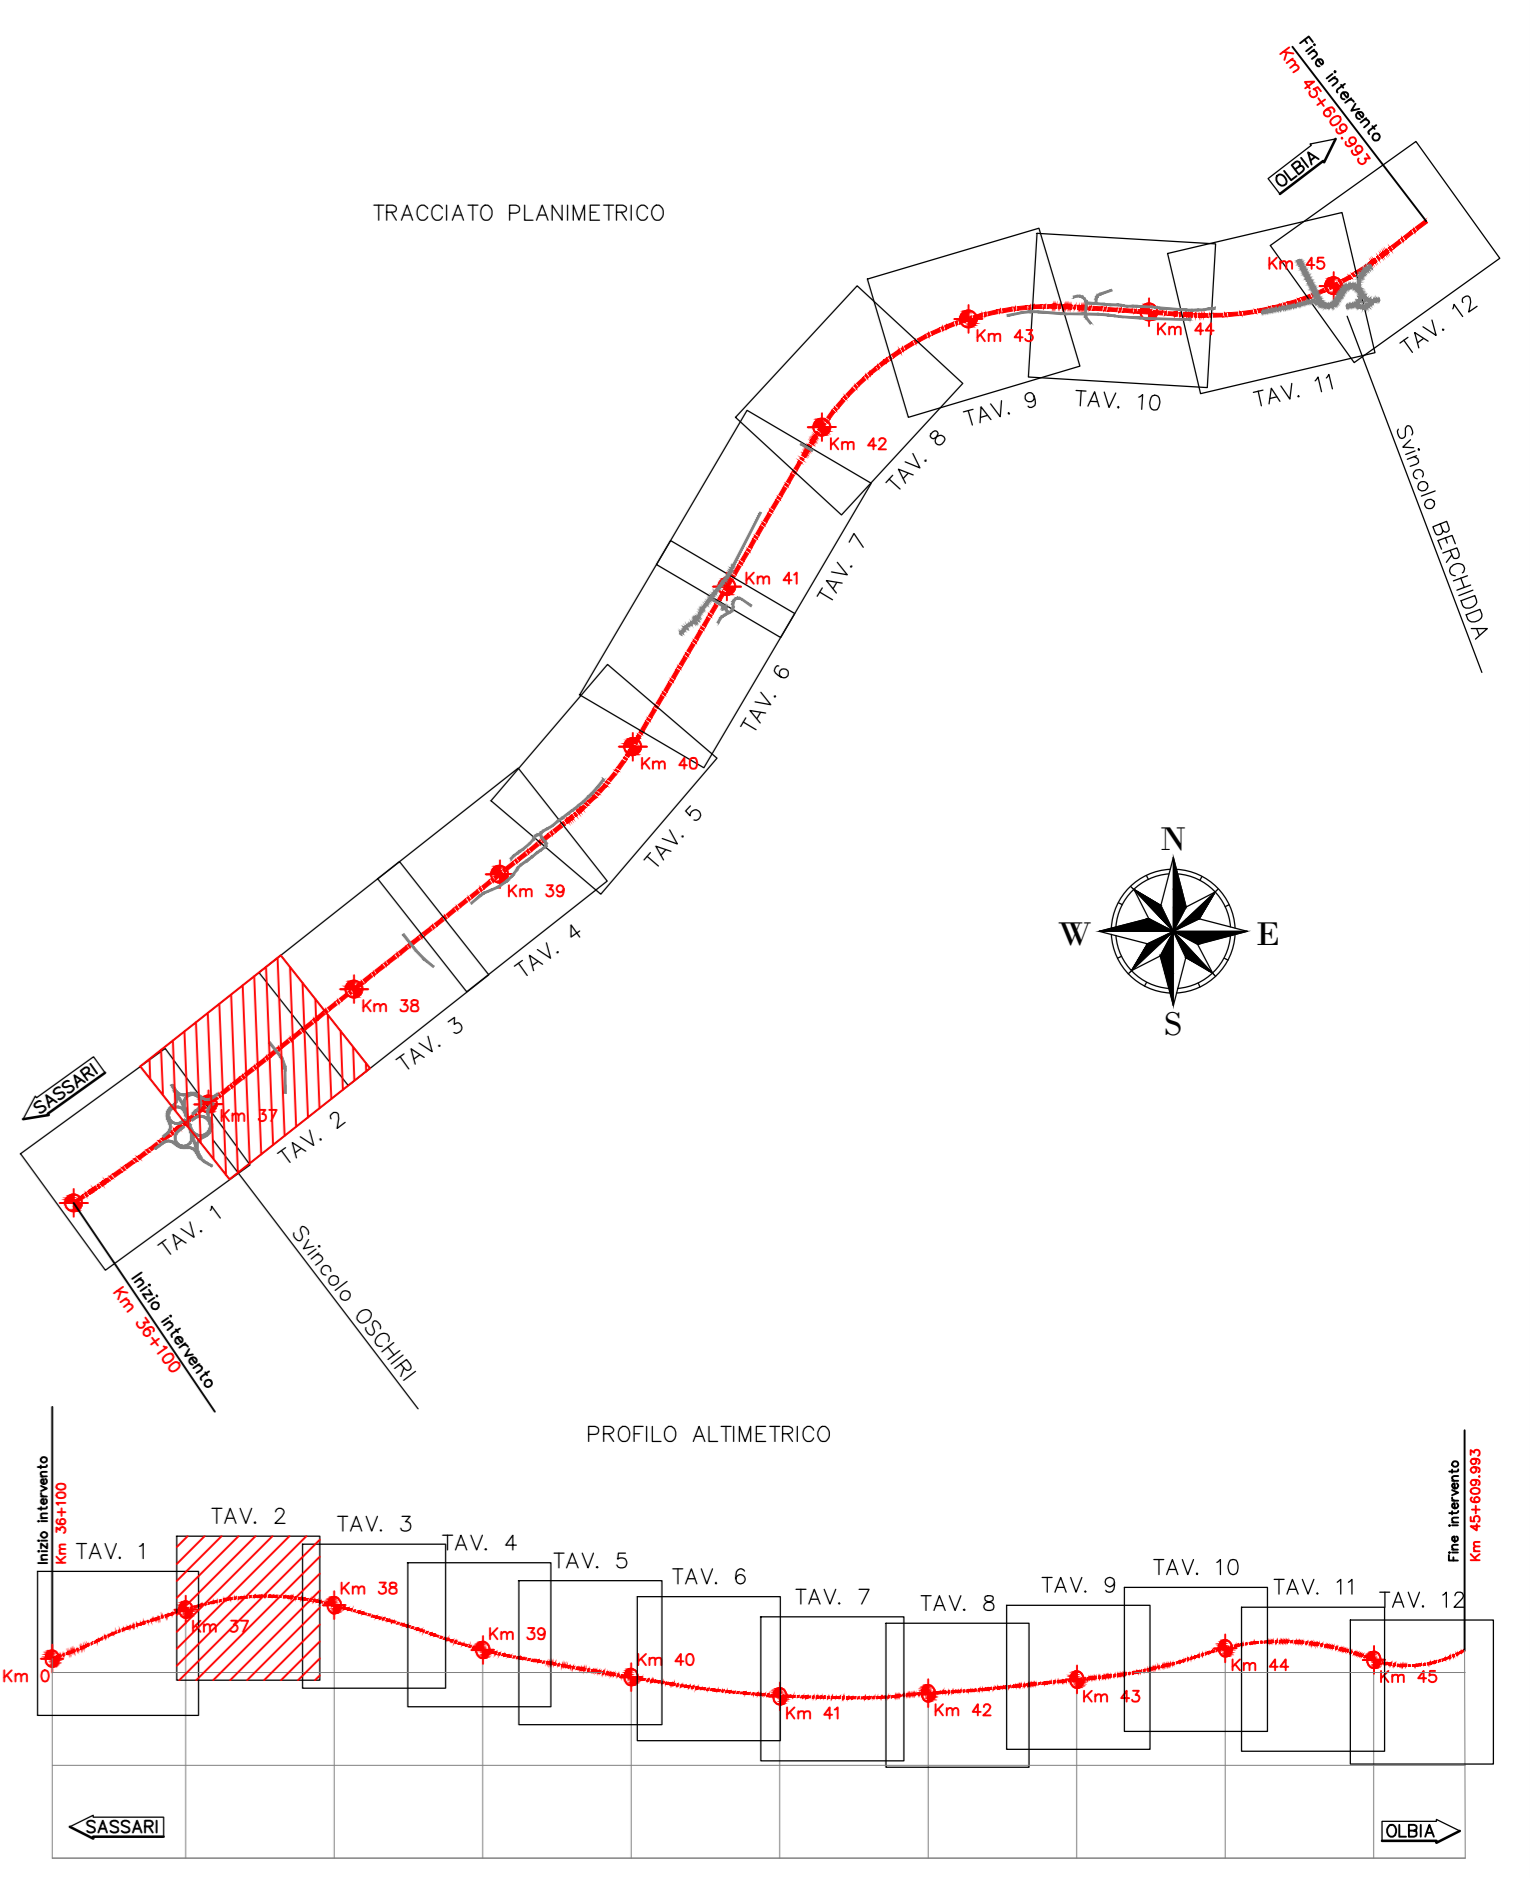 Fine intervento
Km 45+609.993
OLBIA
TRACCIATO PLANIMETRICO
Km 45
TAV. 12
Km 43
Km 44
TAV. 11
TAV. 10
TAV. 9
Km 42
TAV. 8
Svincolo BERCHIDDA
TAV. 7
Km 41
TAV. 6
Km 40
TAV. 5
N
W
E
S
Km 39
TAV. 4
Km 38
TAV. 3
SASSARI
Km 37
TAV. 2
TAV. 1
Svincolo OSCHIRI
Inizio intervento
Km 36+100
PROFILO ALTIMETRICO
Inizio intervento
Km 36+100
Fine intervento
Km 45+609.993
TAV. 1
TAV. 2
TAV. 3
TAV. 4
TAV. 5
TAV. 6
TAV. 7
TAV. 8
TAV. 9
TAV. 10
TAV. 11
TAV. 12
Km 0
Km 37
Km 38
Km 39
Km 40
Km 41
Km 42
Km 43
Km 44
Km 45
SASSARI
OLBIA